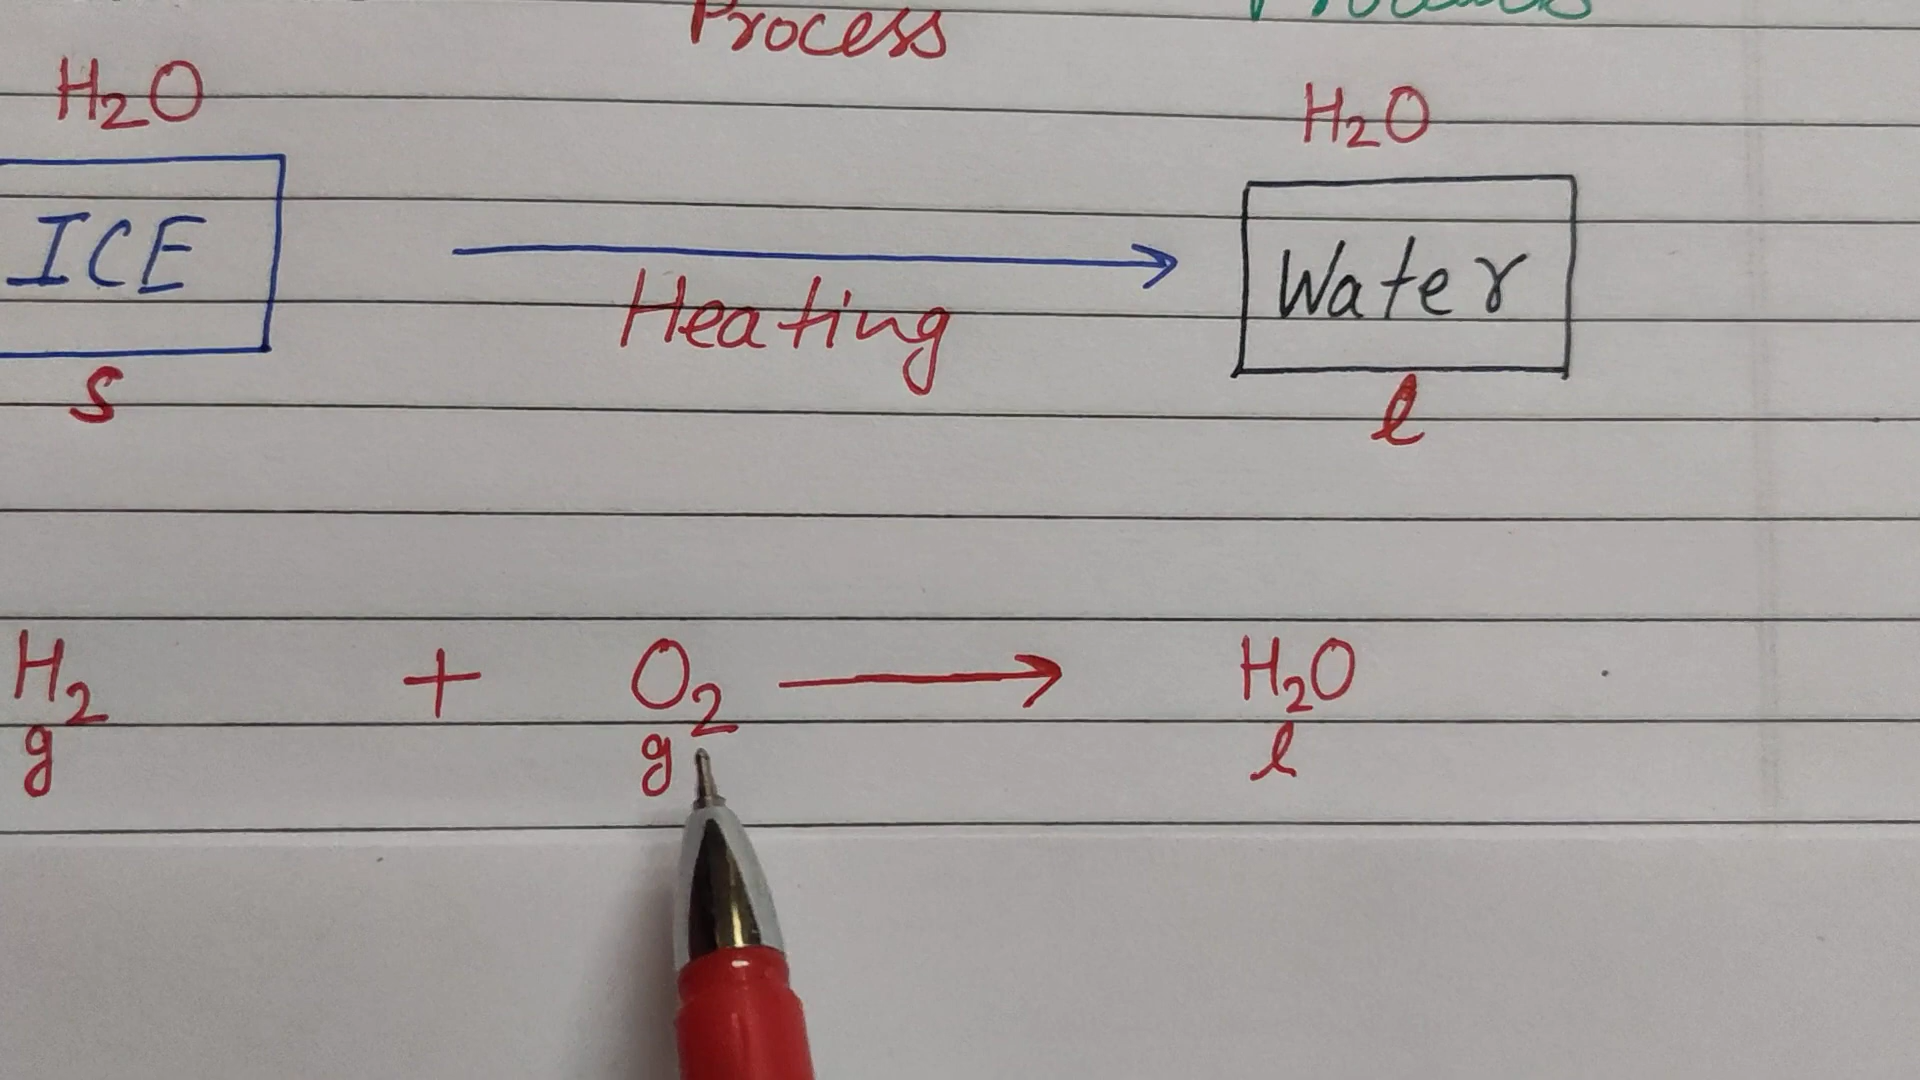 Process
H₂O H₂O
ICE Water
Heating
s l
H₂ + O₂ → H₂O
g g l